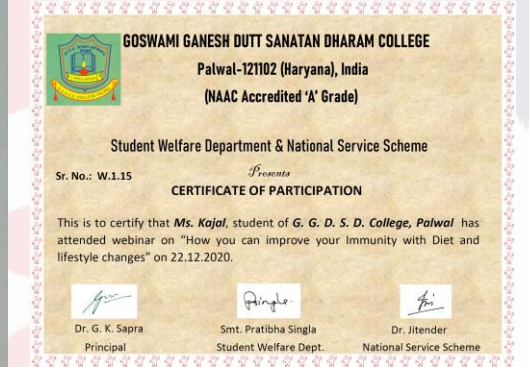 GOSWAMI GANESH DUTT SANATAN DHARAM COLLEGE
Palwal-121102 (Haryana), India
(NAAC Accredited ‘A’ Grade)
Student Welfare Department & National Service Scheme
Sr. No.: W.1.15
Presents
CERTIFICATE OF PARTICIPATION
This is to certify that Ms. Kajal, student of G. G. D. S. D. College, Palwal has
attended webinar on “How you can improve your Immunity with Diet and
lifestyle changes” on 22.12.2020.
Dr. G. K. Sapra
Smt. Pratibha Singla
Dr. Jitender
Principal
Student Welfare Dept.
National Service Scheme